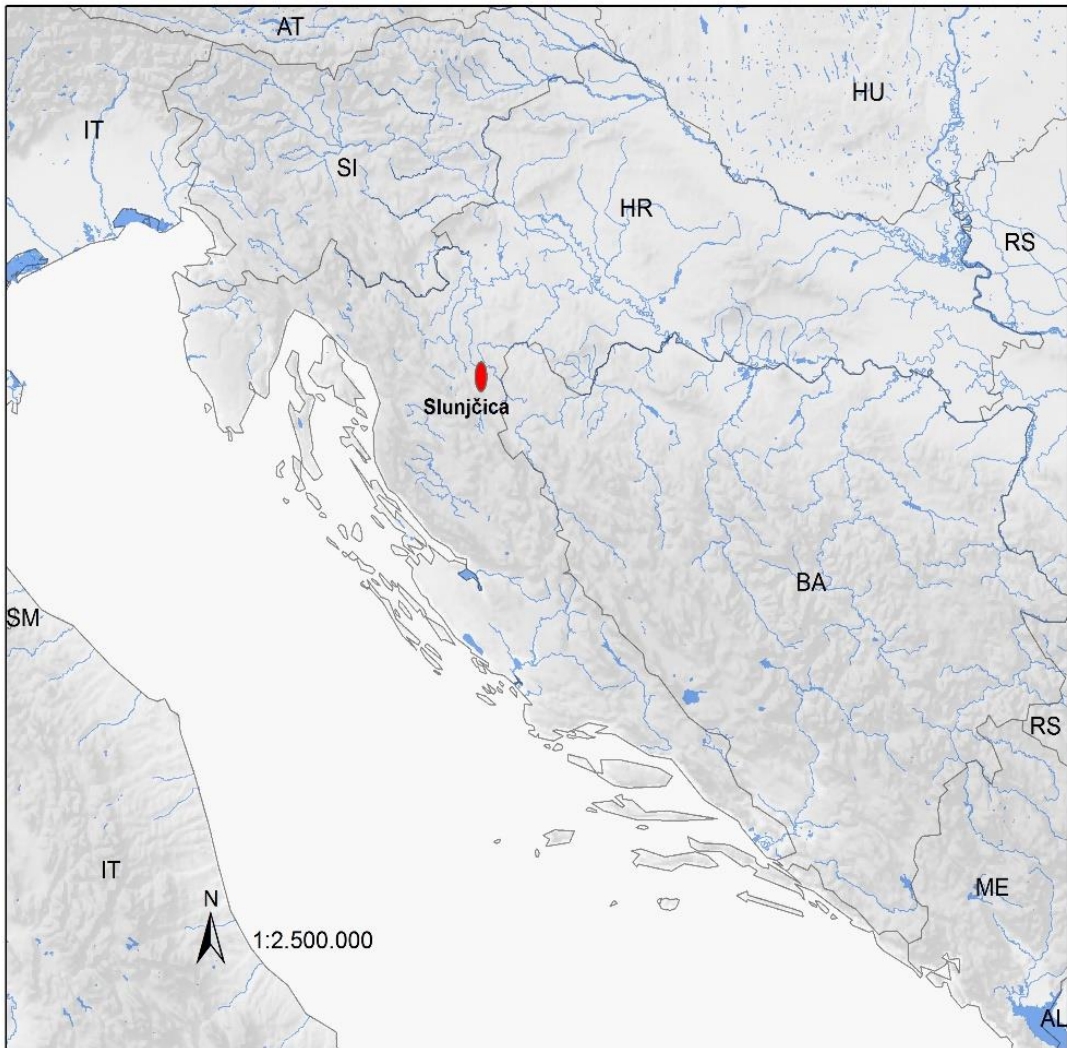 AT
HU
IT
SI
HR
RS
Slunjčica
BA
SM
RS
IT
ME
N
1:2.500.000
AL